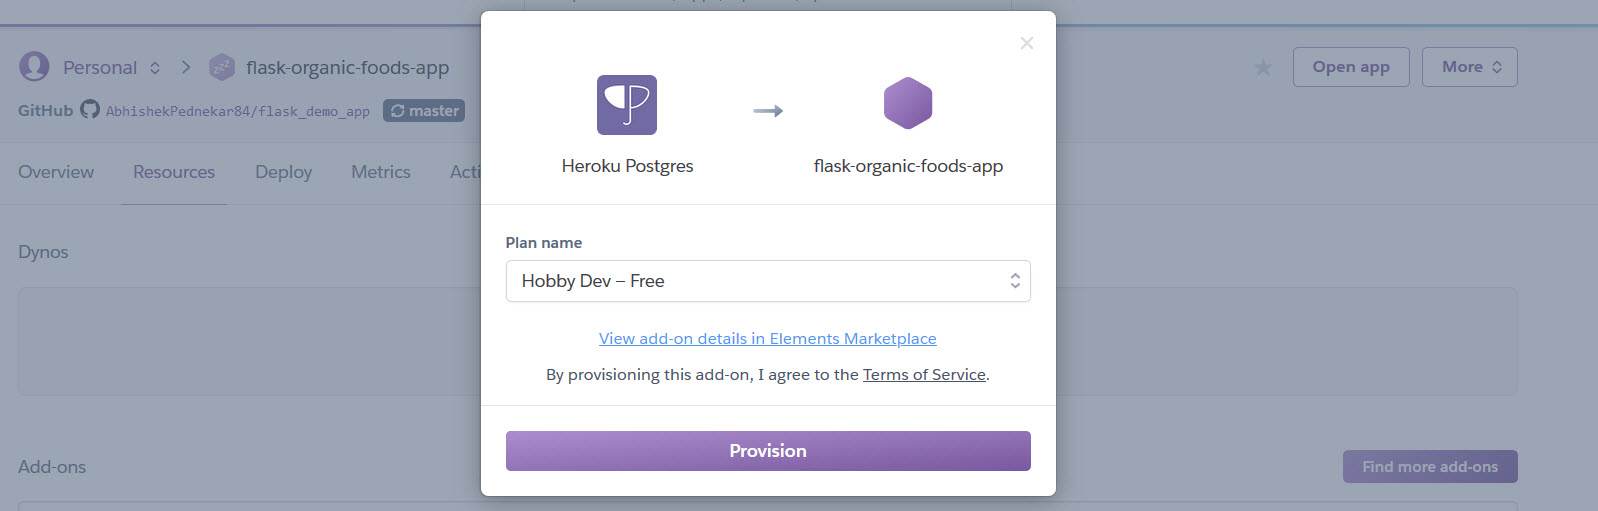 Personal
flask-organic-foods-app
Open app
More
GitHub AbhishekPednekar84/flask_demo_app master
Overview Resources Deploy Metrics
Heroku Postgres
flask-organic-foods-app
Plan name
Hobby Dev – Free
View add-on details in Elements Marketplace
By provisioning this add-on, I agree to the Terms of Service.
Provision
Dynos
Add-ons
Find more add-ons